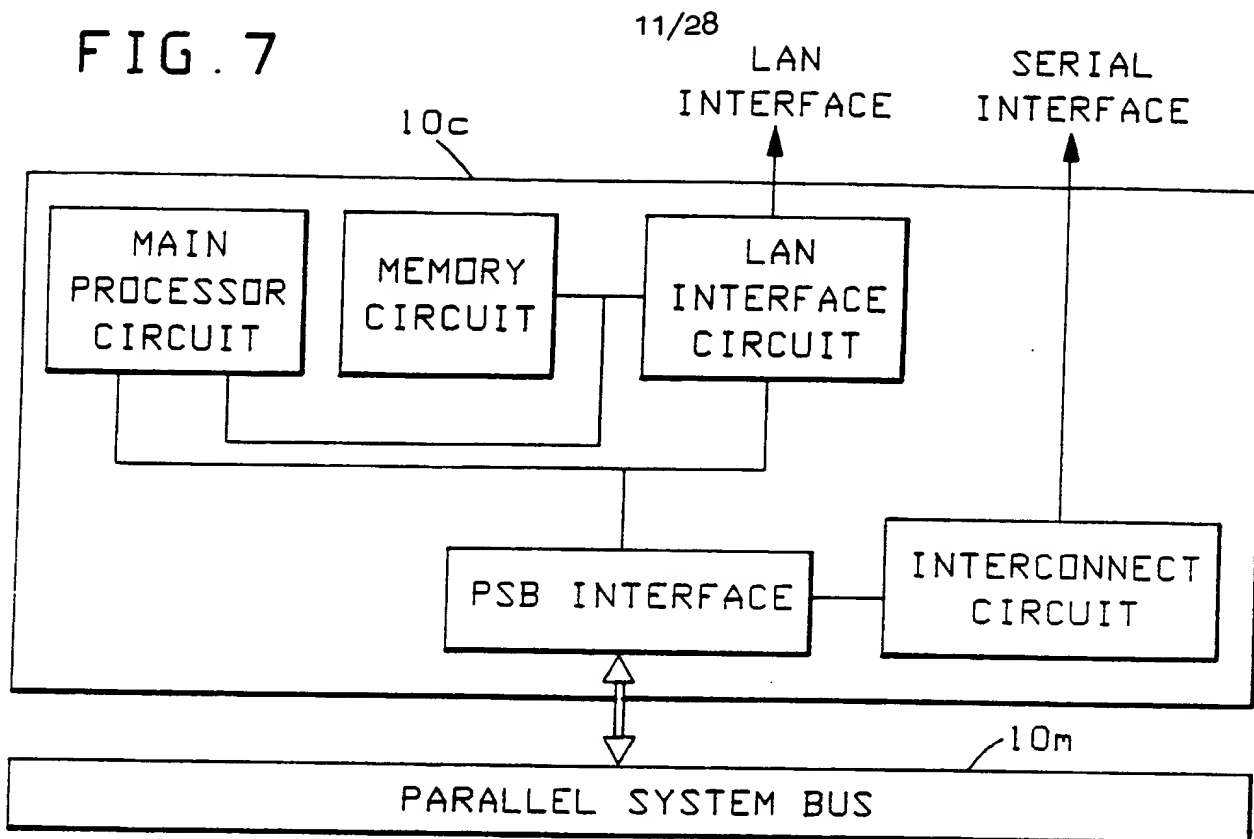 FIG. 7
11/28
LAN
INTERFACE
SERIAL
INTERFACE
10c
MAIN
PROCESSOR
CIRCUIT
MEMORY
CIRCUIT
LAN
INTERFACE
CIRCUIT
PSB INTERFACE
INTERCONNECT
CIRCUIT
10m
PARALLEL SYSTEM BUS